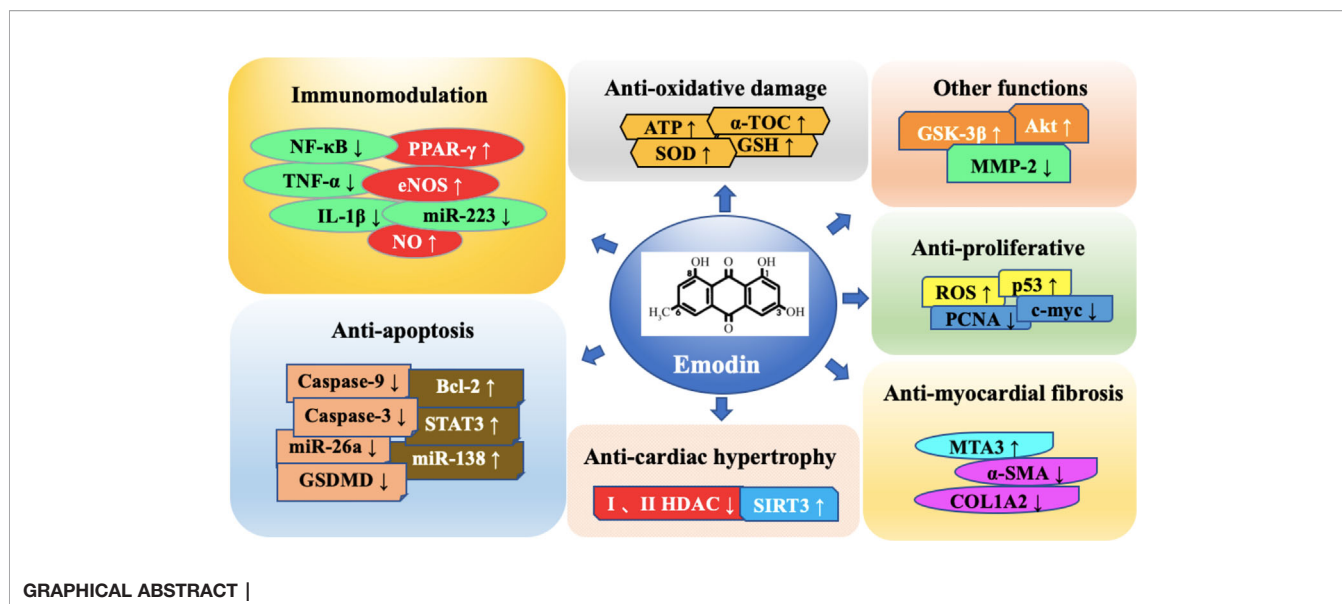 Immunomodulation
NF-κB ↓
PPAR-γ ↑
TNF-α ↓
eNOS ↑
IL-1β ↓
miR-223 ↓
NO ↑
Anti-oxidative damage
ATP ↑
α-TOC ↑
SOD ↑
GSH ↑
Other functions
GSK-3β ↑
Akt ↑
MMP-2 ↓
OH
O
OH
8
1
H₃C
6
3
OH
O
Emodin
Anti-proliferative
ROS ↑
p53 ↑
PCNA ↓
c-myc ↓
Anti-apoptosis
Caspase-9 ↓
Bcl-2 ↑
Caspase-3 ↓
STAT3 ↑
miR-26a ↓
miR-138 ↑
GSDMD ↓
Anti-cardiac hypertrophy
I 、II HDAC ↓
SIRT3 ↑
Anti-myocardial fibrosis
MTA3 ↑
α-SMA ↓
COL1A2 ↓
GRAPHICAL ABSTRACT |